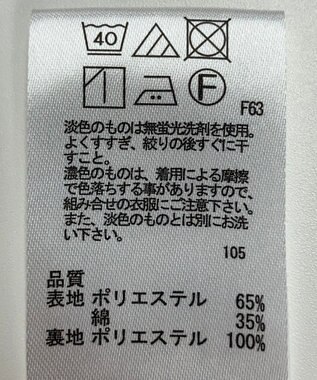 40
F
F63
淡色のものは無蛍光洗剤を使用。
よくすすぎ、絞りの後すぐに干
すこと。
濃色のものは、着用による摩擦
で色落ちする事がありますので、
組み合せの衣服にご注意下さい。
また、淡色のものとは別にお洗
い下さい。
105
品質
表地 ポリエステル 65%
綿 35%
裏地 ポリエステル 100%